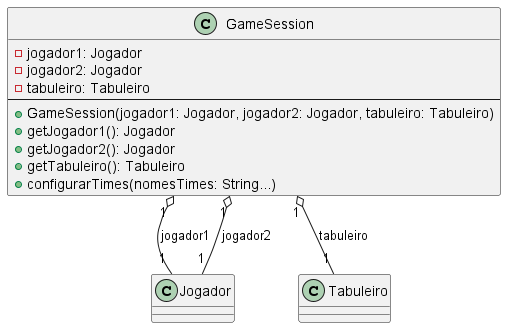 C GameSession
jogador1: Jogador
jogador2: Jogador
tabuleiro: Tabuleiro
GameSession(jogador1: Jogador, jogador2: Jogador, tabuleiro: Tabuleiro)
getJogador1(): Jogador
getJogador2(): Jogador
getTabuleiro(): Tabuleiro
configurarTimes(nomesTimes: String...)
1 1 1
jogador1 jogador2 tabuleiro
1 1 1
C Jogador C Tabuleiro